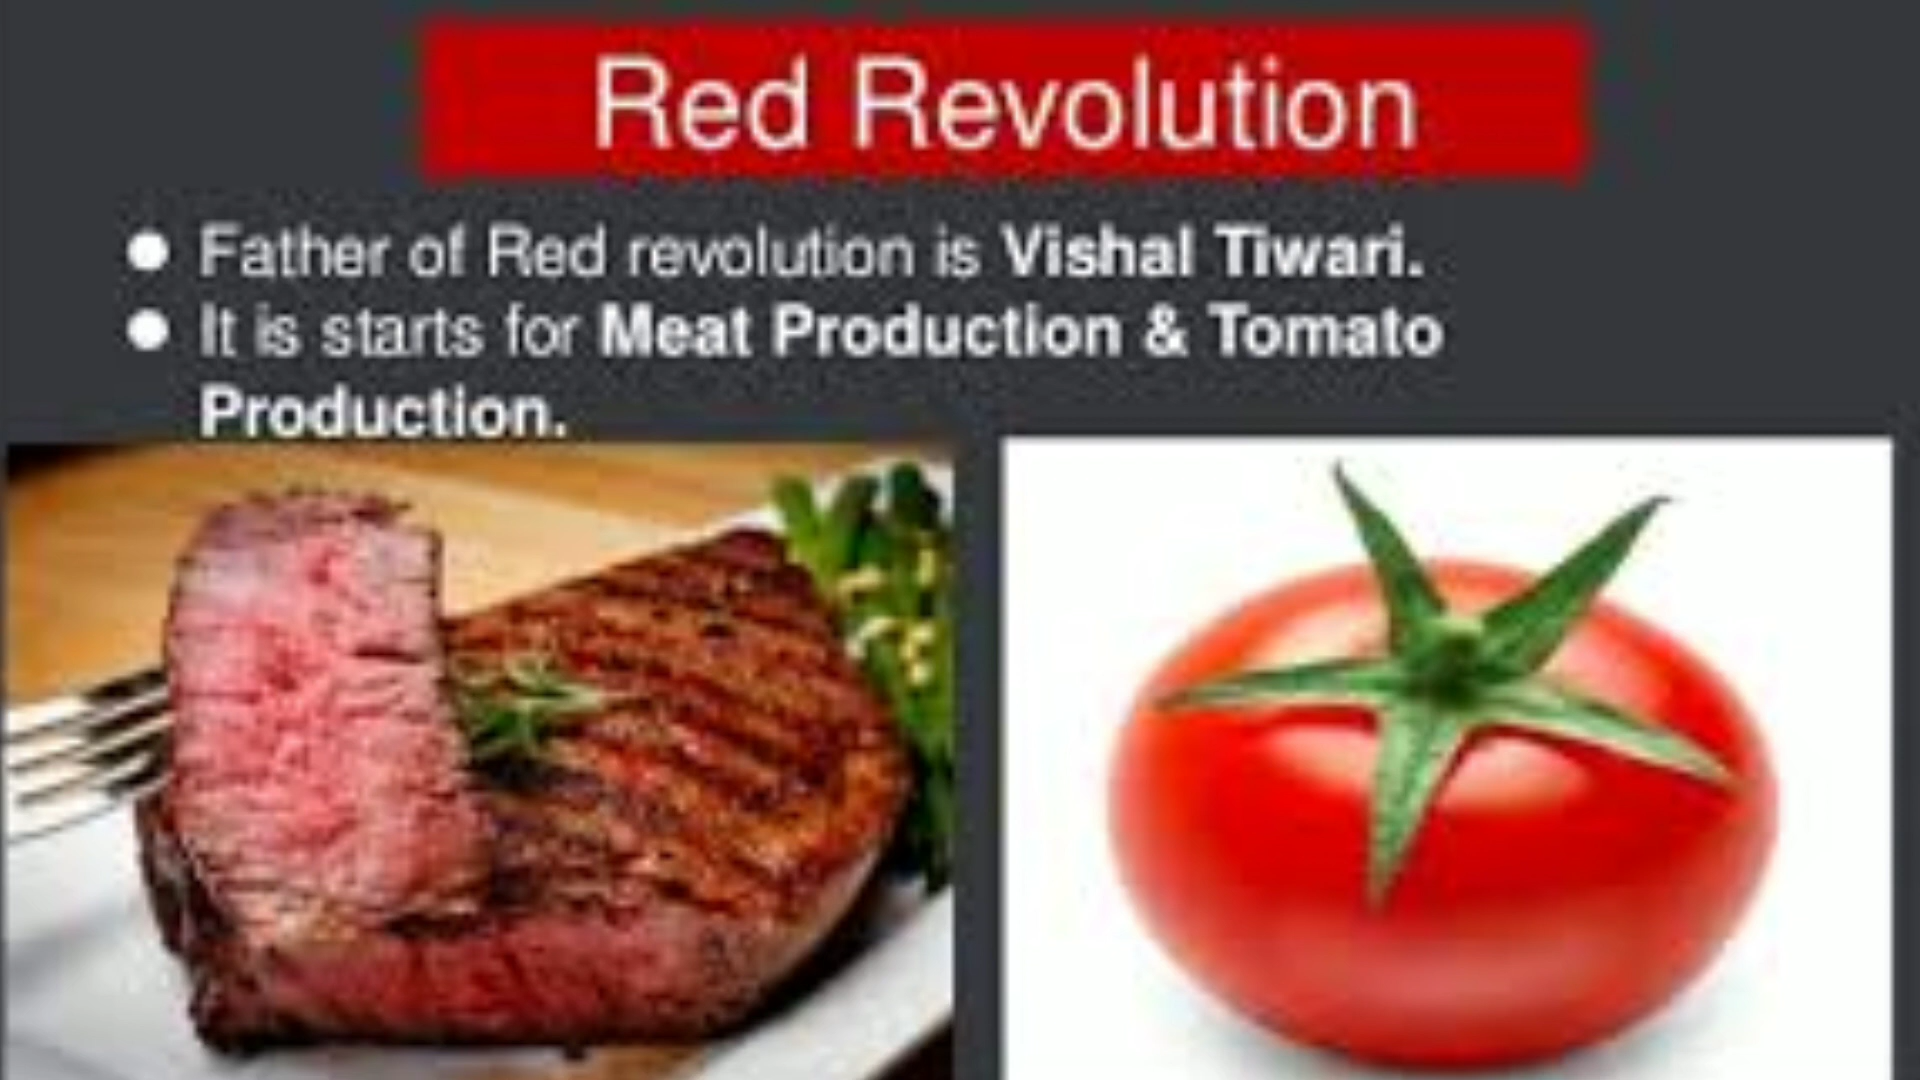 Red Revolution
● Father of Red revolution is Vishal Tiwari.
● It is starts for Meat Production & Tomato
Production.